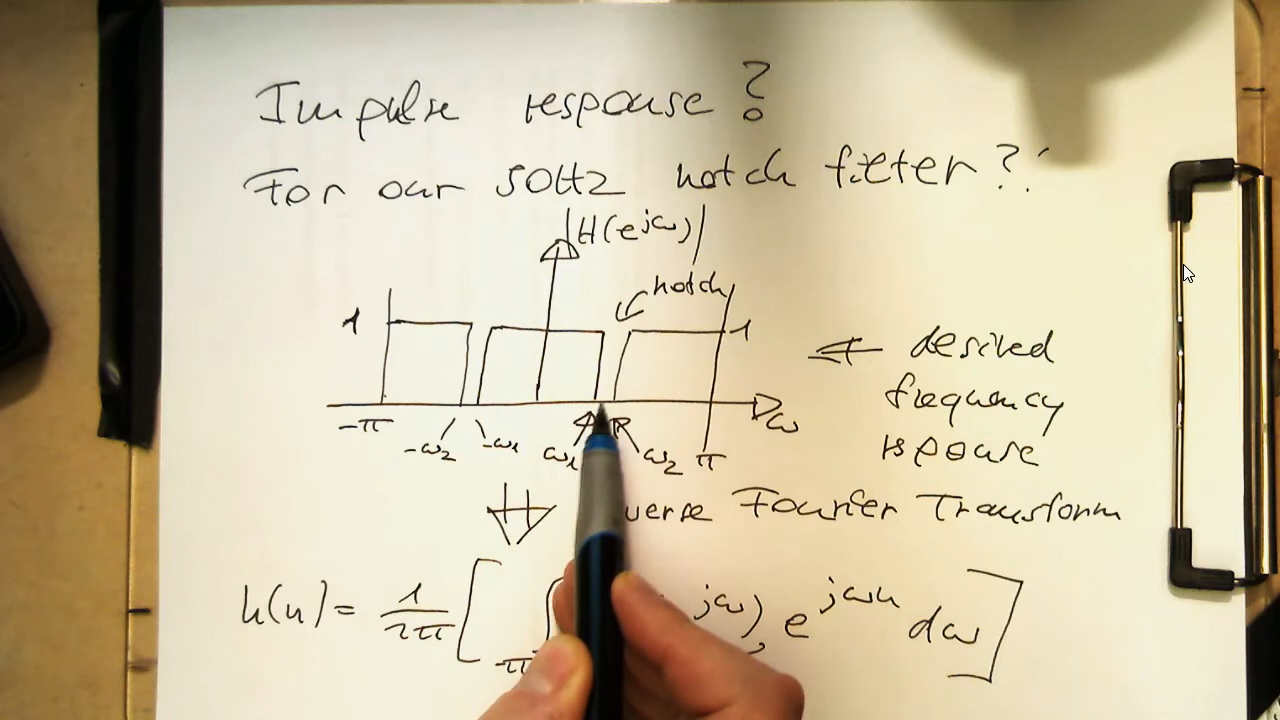 Impulse response?
For our 50Hz notch filter?
|H(e^jω)|
notch
1
1
← desired
frequency
response
-π
-ω2
-ω1
ω1
ω2
π
ω
Fourier Transform
h(n) = 1/2π [
-π
jω) e^jωn dω ]